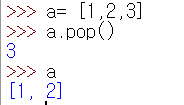 >>> a= [1,2,3]
>>> a.pop()
3
>>> a
[1, 2]